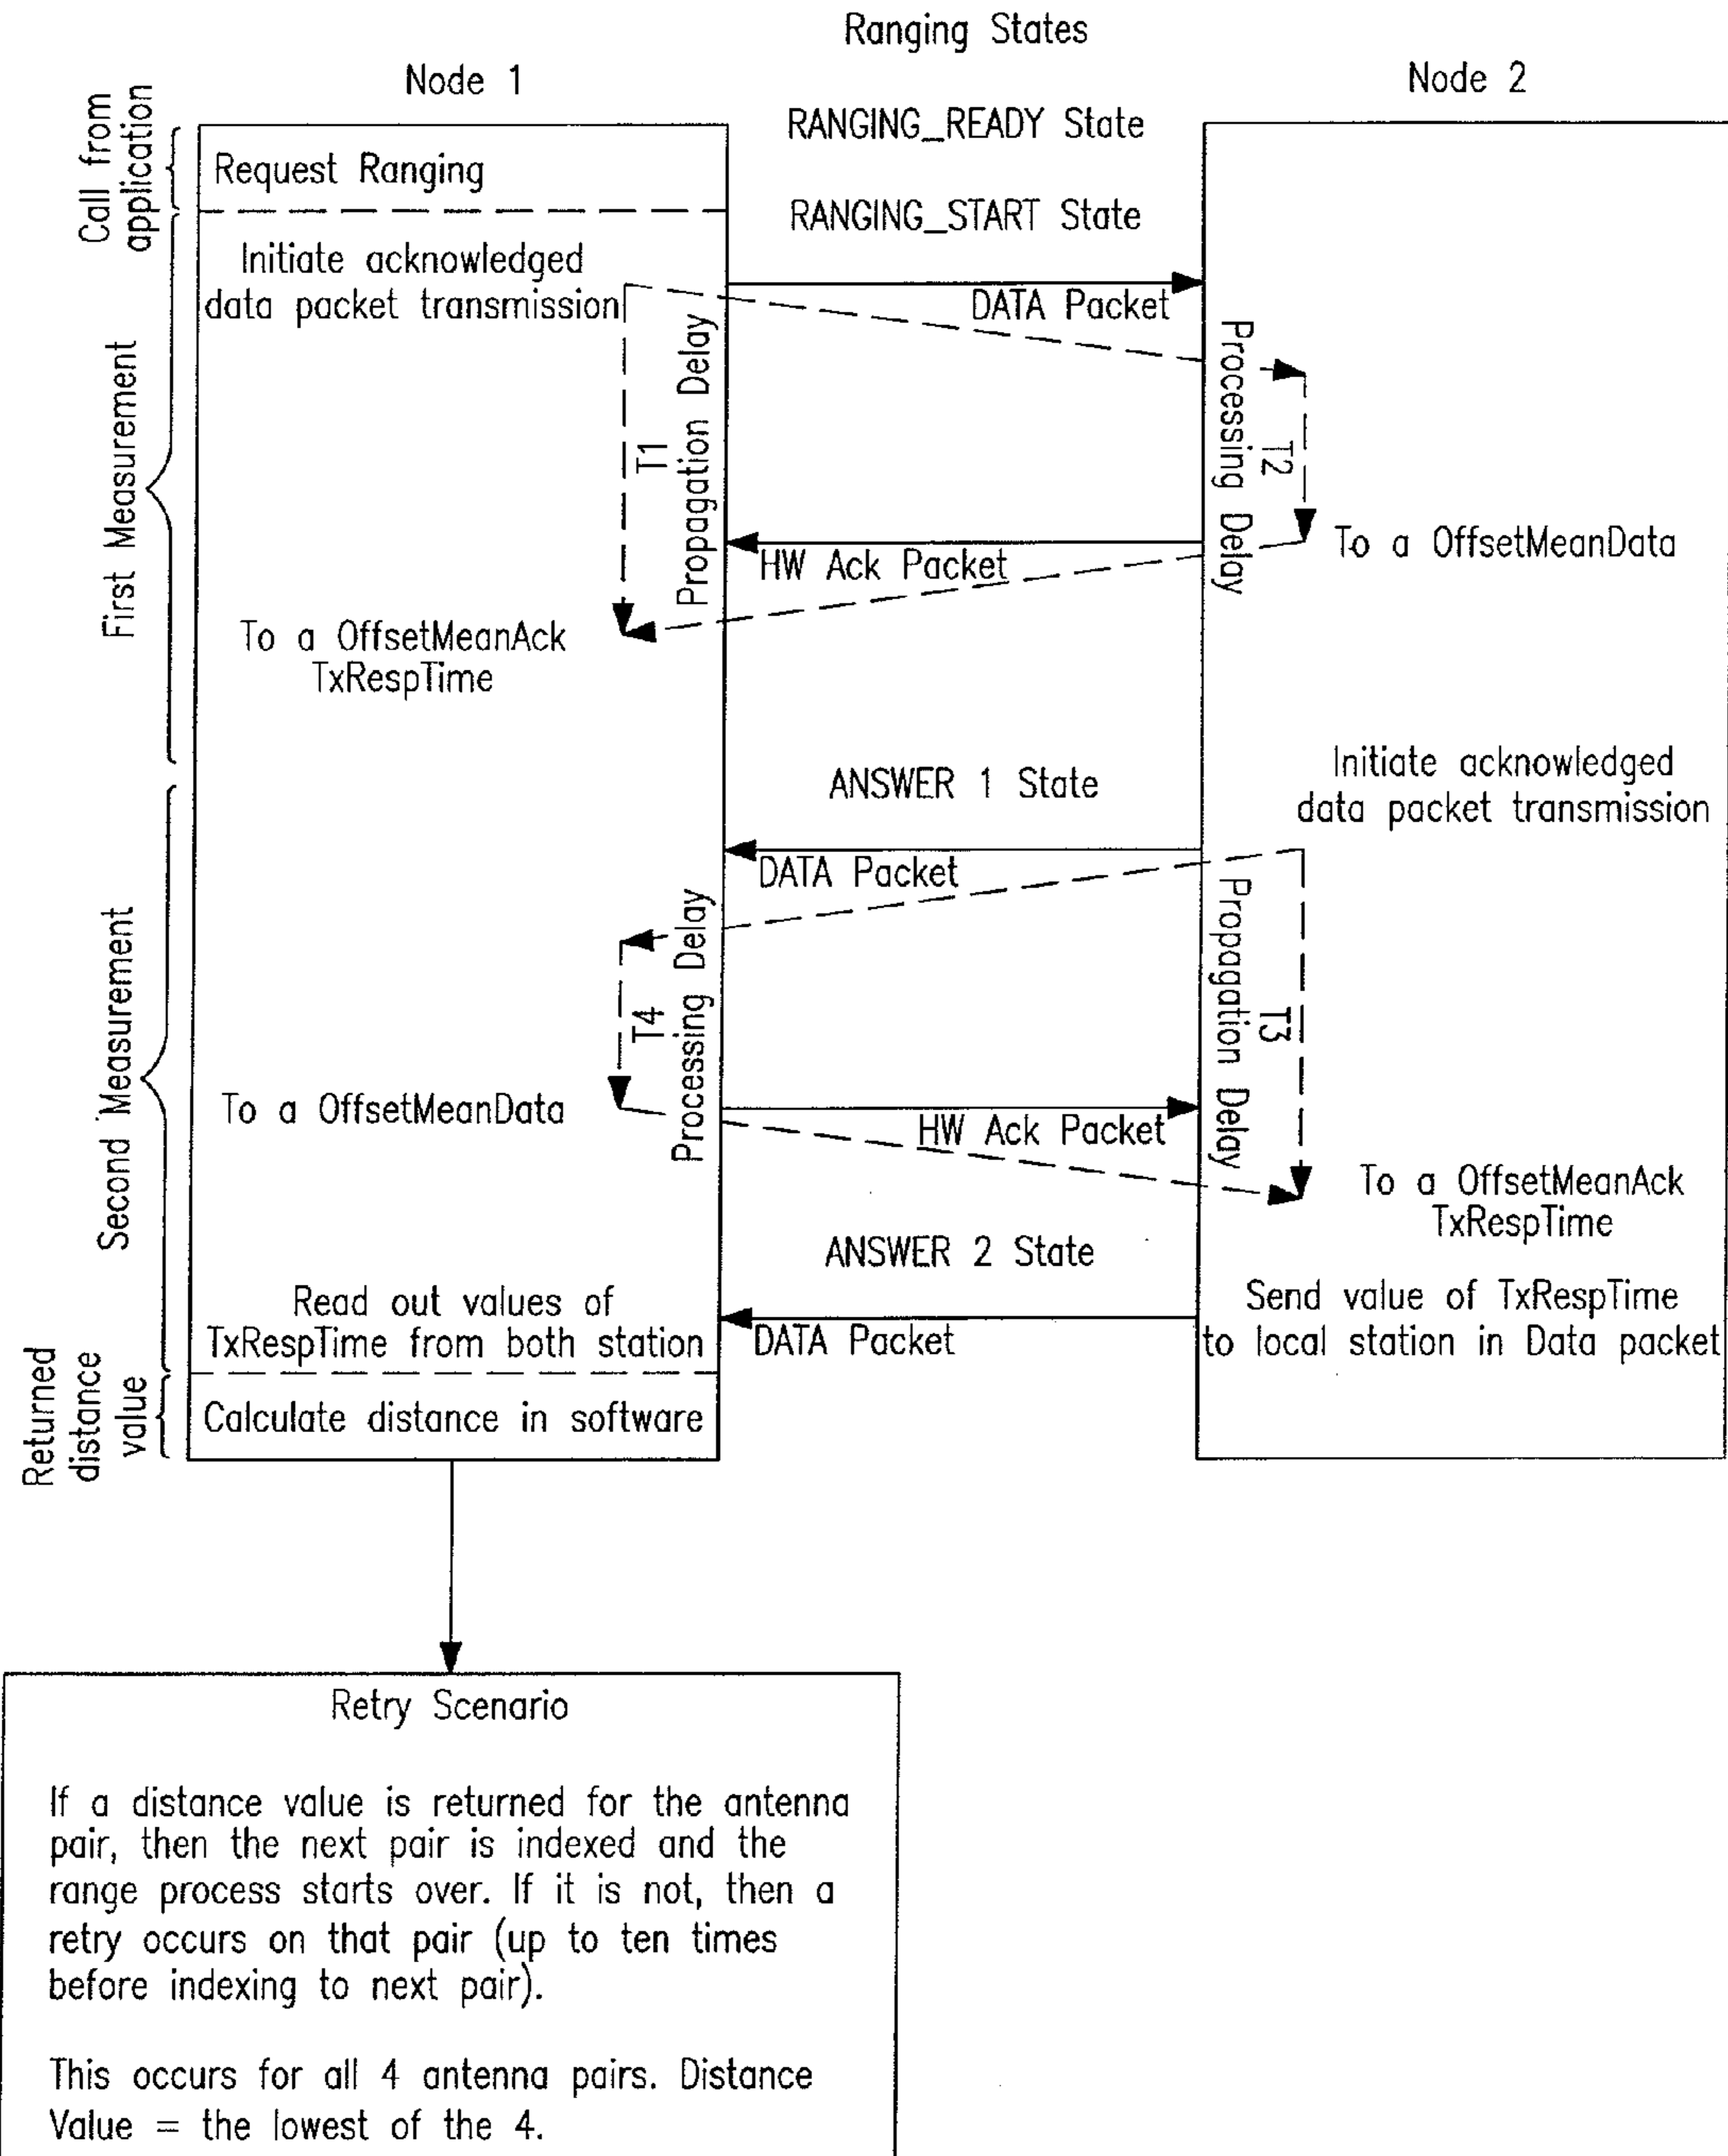 Ranging States
Node 1
Node 2
Call from
application
RANGING_READY State
Request Ranging
RANGING_START State
First Measurement
Initiate acknowledged
data packet transmission
DATA Packet
T1
Propagation Delay
Processing Delay
T2
HW Ack Packet
To a OffsetMeanData
To a OffsetMeanAck
TxRespTime
ANSWER 1 State
Initiate acknowledged
data packet transmission
Second Measurement
DATA Packet
T4
Processing Delay
Propagation Delay
T3
To a OffsetMeanData
HW Ack Packet
To a OffsetMeanAck
TxRespTime
ANSWER 2 State
Read out values of
TxRespTime from both station
DATA Packet
Send value of TxRespTime
to local station in Data packet
Returned
distance
value
Calculate distance in software
Retry Scenario
If a distance value is returned for the antenna
pair, then the next pair is indexed and the
range process starts over. If it is not, then a
retry occurs on that pair (up to ten times
before indexing to next pair).
This occurs for all 4 antenna pairs. Distance
Value = the lowest of the 4.